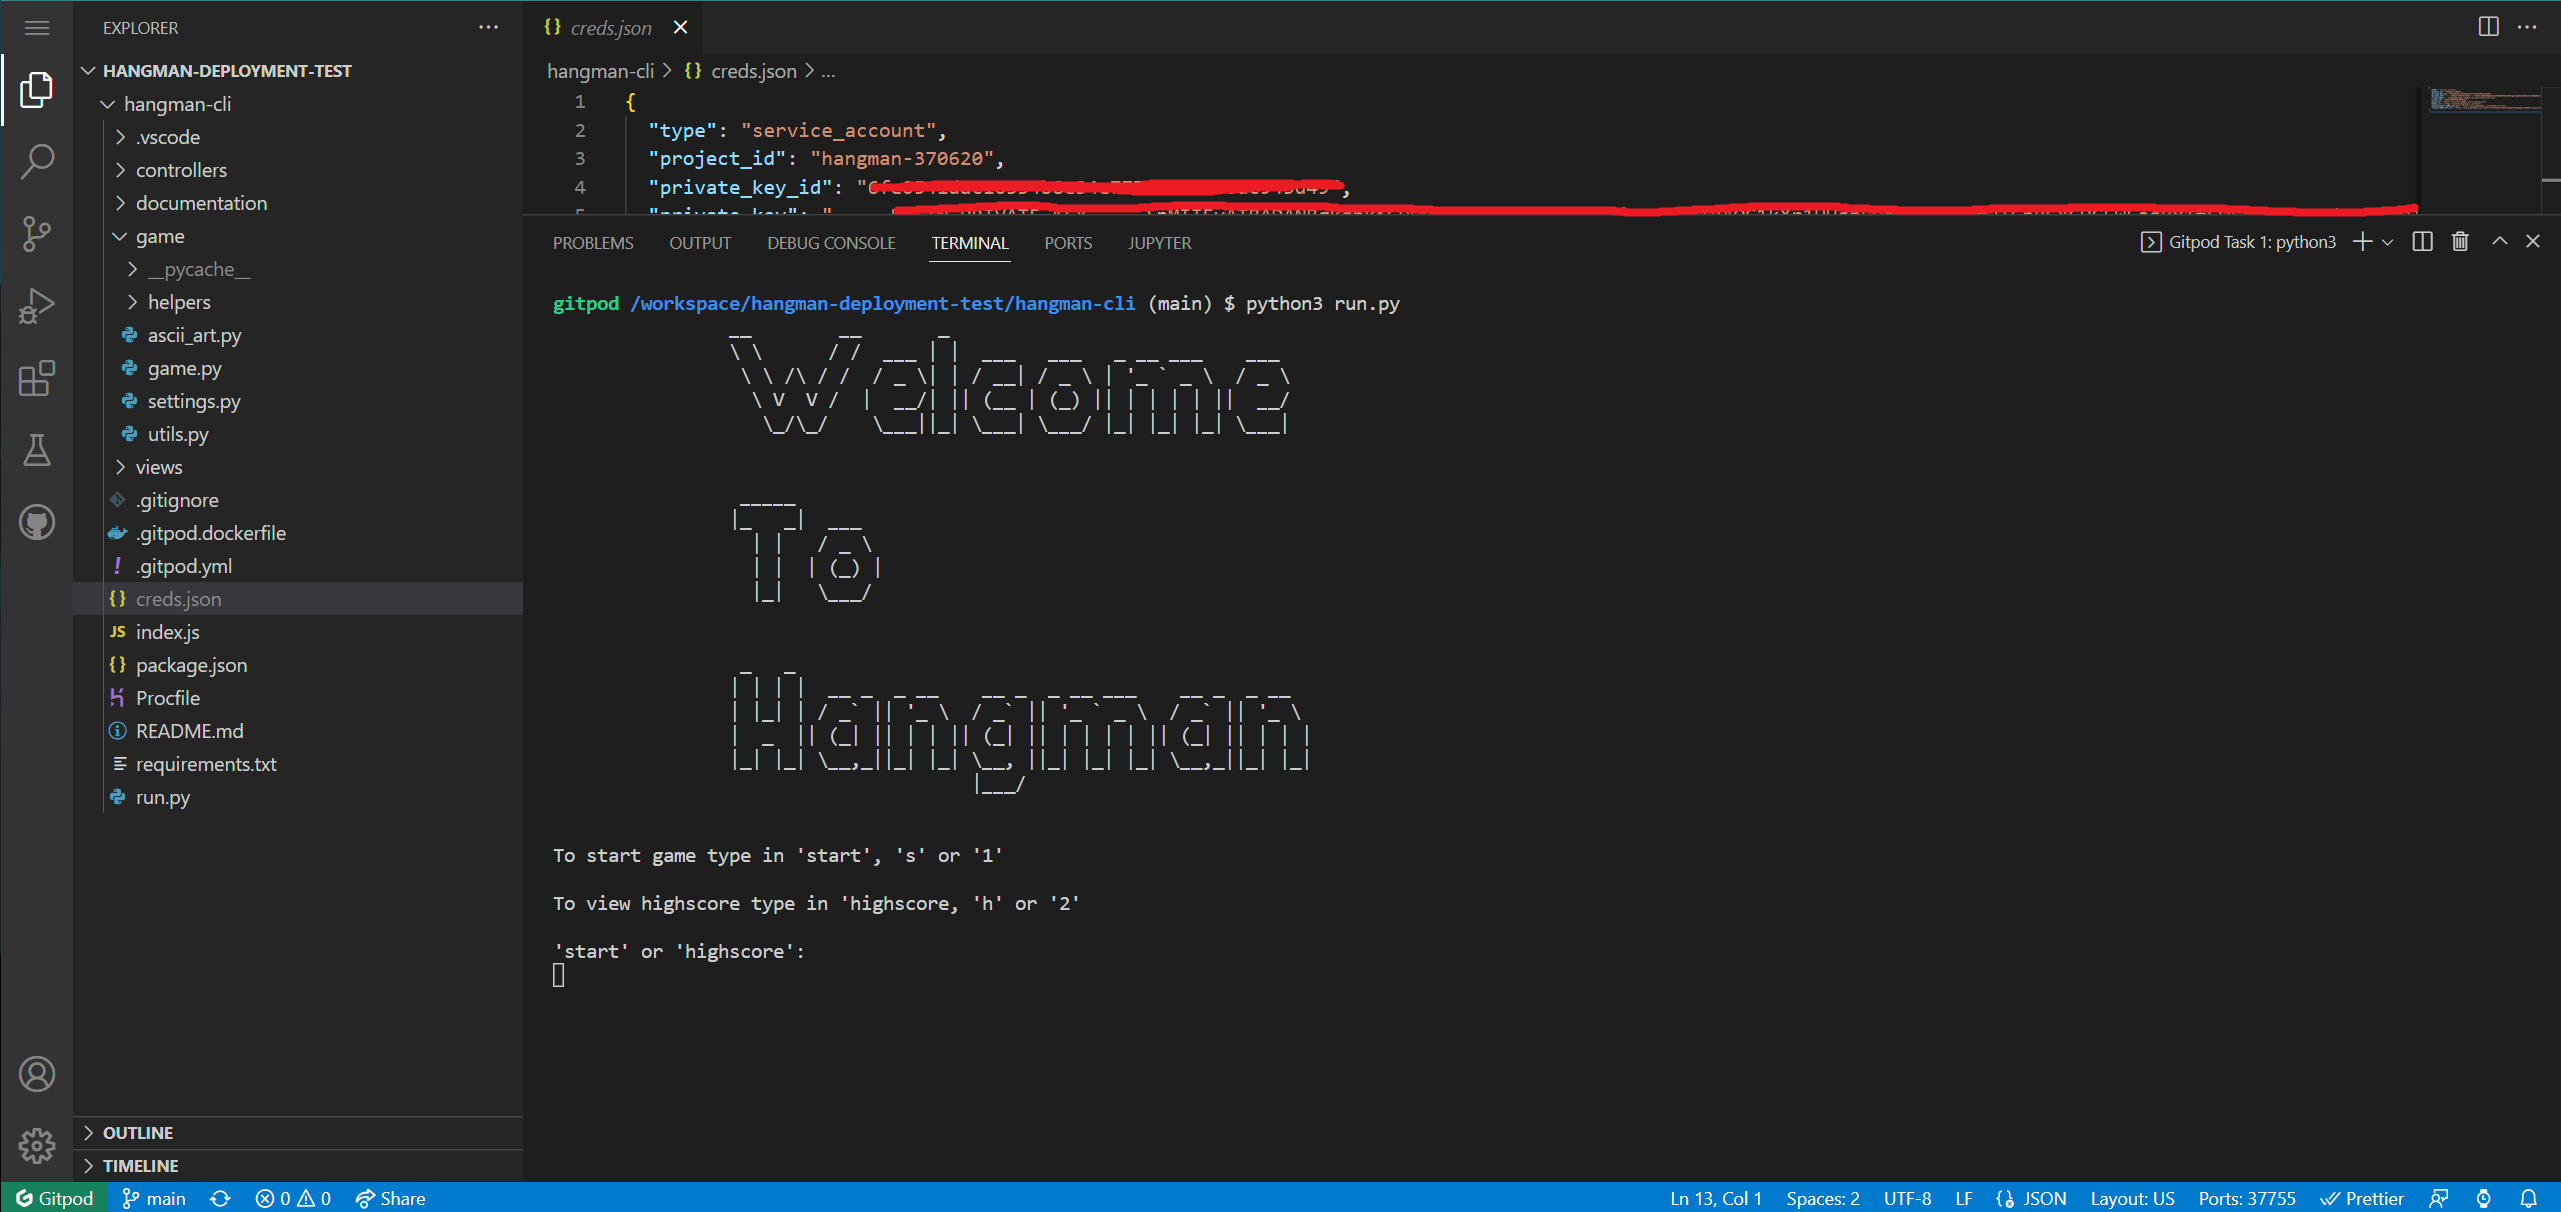 EXPLORER
HANGMAN-DEPLOYMENT-TEST
hangman-cli
.vscode
controllers
documentation
game
__pycache__
helpers
ascii_art.py
game.py
settings.py
utils.py
views
.gitignore
.gitpod.dockerfile
.gitpod.yml
creds.json
JS index.js
package.json
Procfile
README.md
requirements.txt
run.py
OUTLINE
TIMELINE
{} creds.json
hangman-cli > {} creds.json > ...
1 {
2 "type": "service_account",
3 "project_id": "hangman-370620",
4 "private_key_id": "
PROBLEMS OUTPUT DEBUG CONSOLE TERMINAL PORTS JUPYTER
Gitpod Task 1: python3
gitpod /workspace/hangman-deployment-test/hangman-cli (main) $ python3 run.py
Welcome
To
Hangman
To start game type in 'start', 's' or '1'
To view highscore type in 'highscore, 'h' or '2'
'start' or 'highscore':
Gitpod main 0 0 Share Ln 13, Col 1 Spaces: 2 UTF-8 LF JSON Layout: US Ports: 37755 Prettier